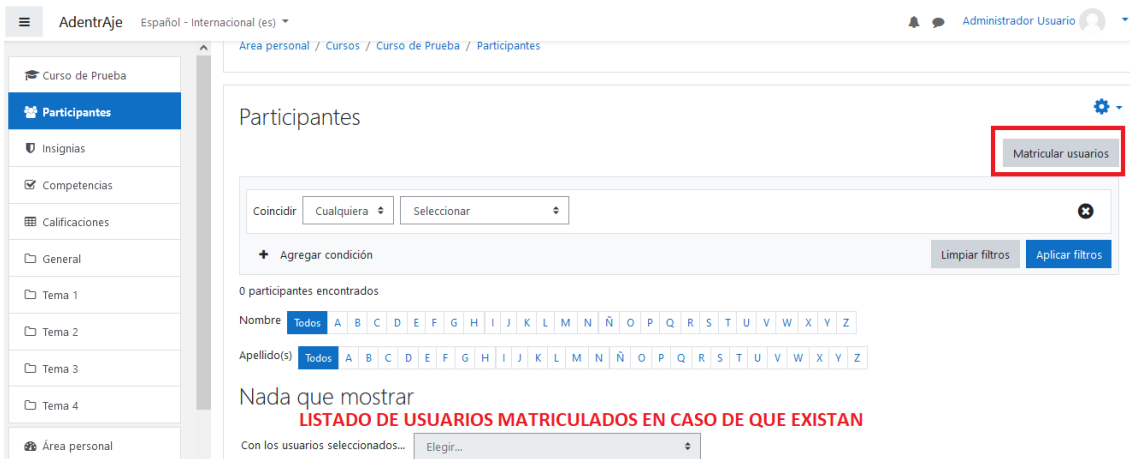 AdentrAje Español - Internacional (es) Administrador Usuario
Área personal / Cursos / Curso de Prueba / Participantes
Curso de Prueba
Participantes
Insignias
Competencias
Calificaciones
General
Tema 1
Tema 2
Tema 3
Tema 4
Área personal
Participantes
Matricular usuarios
Coincidir Cualquiera Seleccionar
Agregar condición Limpiar filtros Aplicar filtros
0 participantes encontrados
Nombre Todos A B C D E F G H I J K L M N Ñ O P Q R S T U V W X Y Z
Apellido(s) Todos A B C D E F G H I J K L M N Ñ O P Q R S T U V W X Y Z
Nada que mostrar
LISTADO DE USUARIOS MATRICULADOS EN CASO DE QUE EXISTAN
Con los usuarios seleccionados... Elegir...